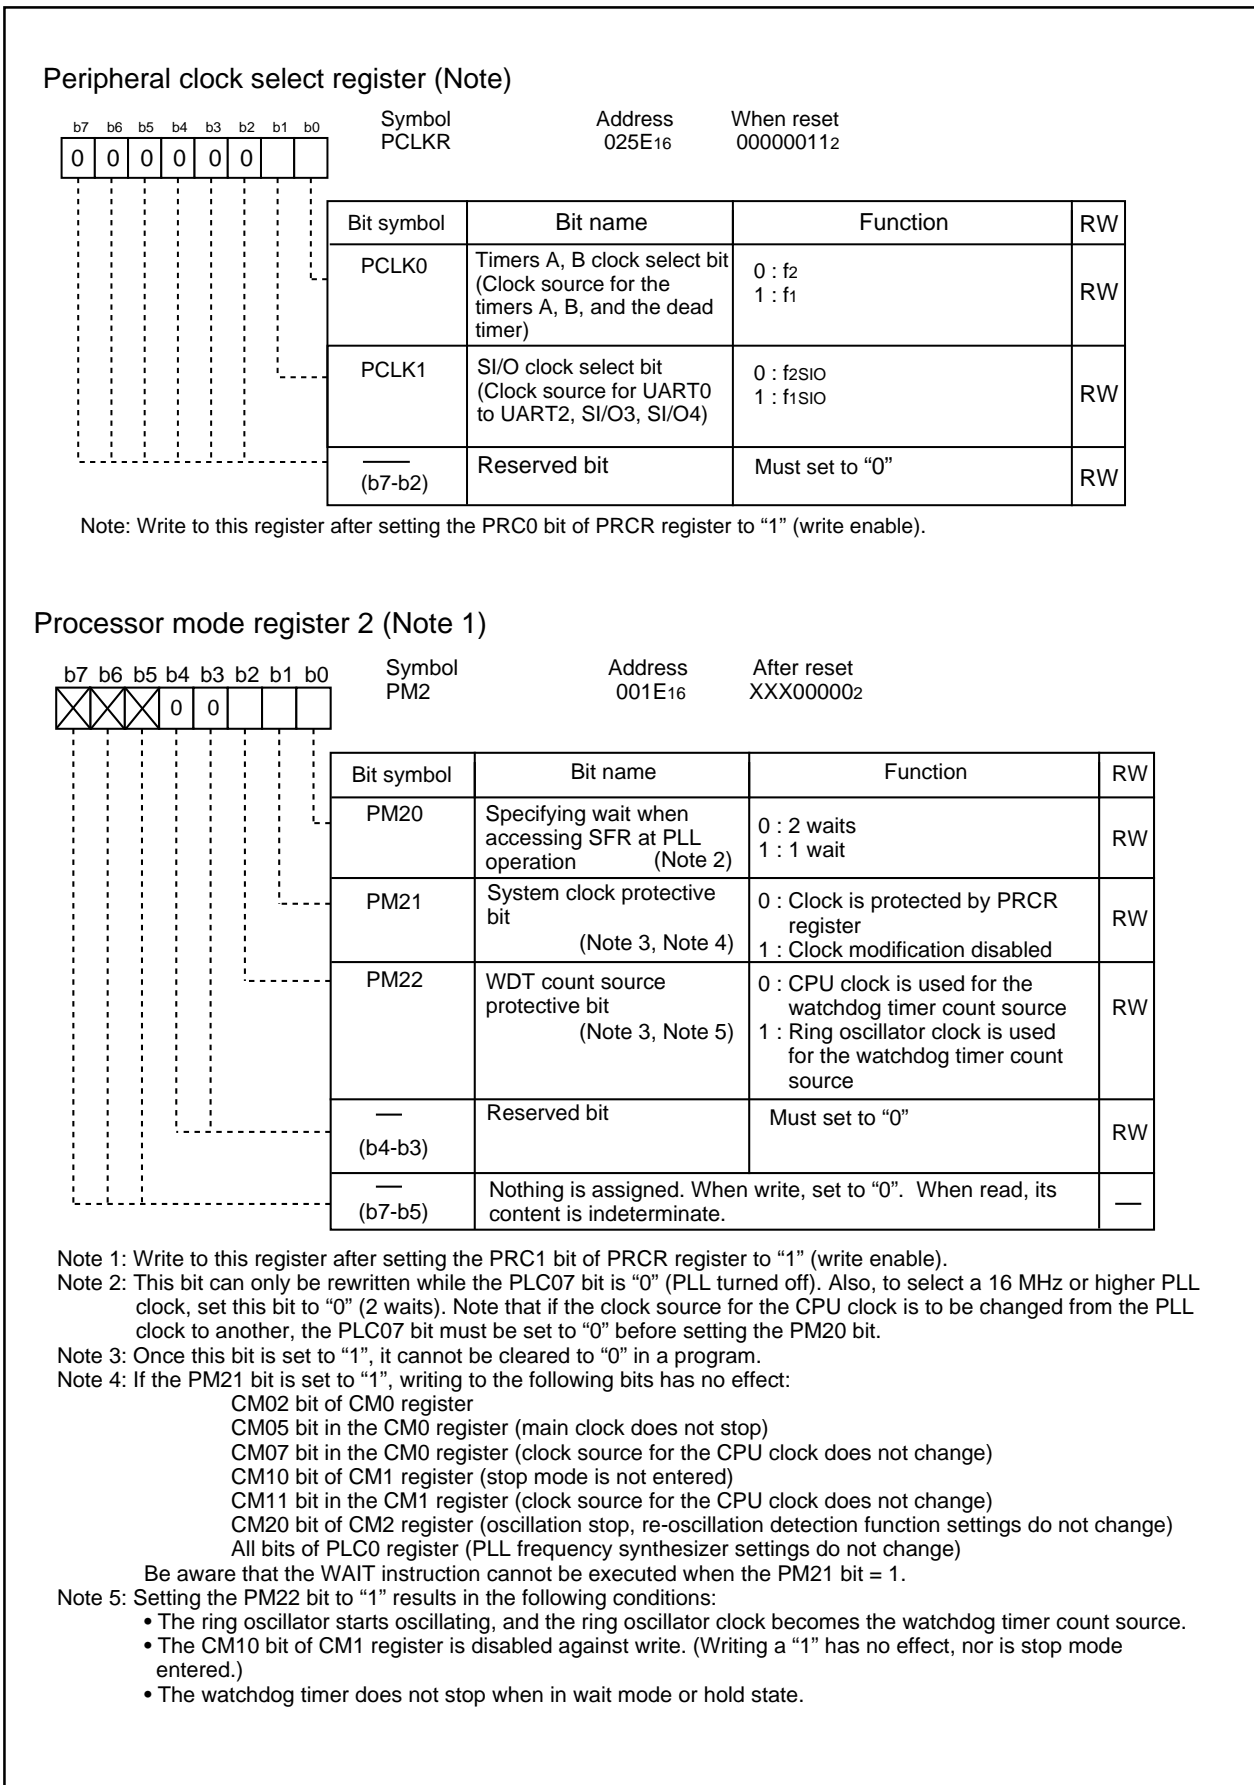 Peripheral clock select register (Note)
b7 b6 b5 b4 b3 b2 b1 b0
0 0 0 0 0 0
Symbol Address When reset
PCLKR 025E16 000000112
Bit symbol Bit name Function RW
PCLK0 Timers A, B clock select bit
(Clock source for the
timers A, B, and the dead
timer)
0 : f2
1 : f1
RW
PCLK1 SI/O clock select bit
(Clock source for UART0
to UART2, SI/O3, SI/O4)
0 : f2SIO
1 : f1SIO
RW
(b7-b2) Reserved bit Must set to “0” RW
Note: Write to this register after setting the PRC0 bit of PRCR register to “1” (write enable).
Processor mode register 2 (Note 1)
b7 b6 b5 b4 b3 b2 b1 b0
0 0
Symbol Address After reset
PM2 001E16 XXX000002
Bit symbol Bit name Function RW
PM20 Specifying wait when
accessing SFR at PLL
operation (Note 2)
0 : 2 waits
1 : 1 wait
RW
PM21 System clock protective
bit
(Note 3, Note 4)
0 : Clock is protected by PRCR
register
1 : Clock modification disabled
RW
PM22 WDT count source
protective bit
(Note 3, Note 5)
0 : CPU clock is used for the
watchdog timer count source
1 : Ring oscillator clock is used
for the watchdog timer count
source
RW
— (b4-b3) Reserved bit Must set to “0” RW
— (b7-b5) Nothing is assigned. When write, set to “0”. When read, its
content is indeterminate.
—
Note 1: Write to this register after setting the PRC1 bit of PRCR register to “1” (write enable).
Note 2: This bit can only be rewritten while the PLC07 bit is “0” (PLL turned off). Also, to select a 16 MHz or higher PLL
clock, set this bit to “0” (2 waits). Note that if the clock source for the CPU clock is to be changed from the PLL
clock to another, the PLC07 bit must be set to “0” before setting the PM20 bit.
Note 3: Once this bit is set to “1”, it cannot be cleared to “0” in a program.
Note 4: If the PM21 bit is set to “1”, writing to the following bits has no effect:
CM02 bit of CM0 register
CM05 bit in the CM0 register (main clock does not stop)
CM07 bit in the CM0 register (clock source for the CPU clock does not change)
CM10 bit of CM1 register (stop mode is not entered)
CM11 bit in the CM1 register (clock source for the CPU clock does not change)
CM20 bit of CM2 register (oscillation stop, re-oscillation detection function settings do not change)
All bits of PLC0 register (PLL frequency synthesizer settings do not change)
Be aware that the WAIT instruction cannot be executed when the PM21 bit = 1.
Note 5: Setting the PM22 bit to “1” results in the following conditions:
• The ring oscillator starts oscillating, and the ring oscillator clock becomes the watchdog timer count source.
• The CM10 bit of CM1 register is disabled against write. (Writing a “1” has no effect, nor is stop mode
entered.)
• The watchdog timer does not stop when in wait mode or hold state.